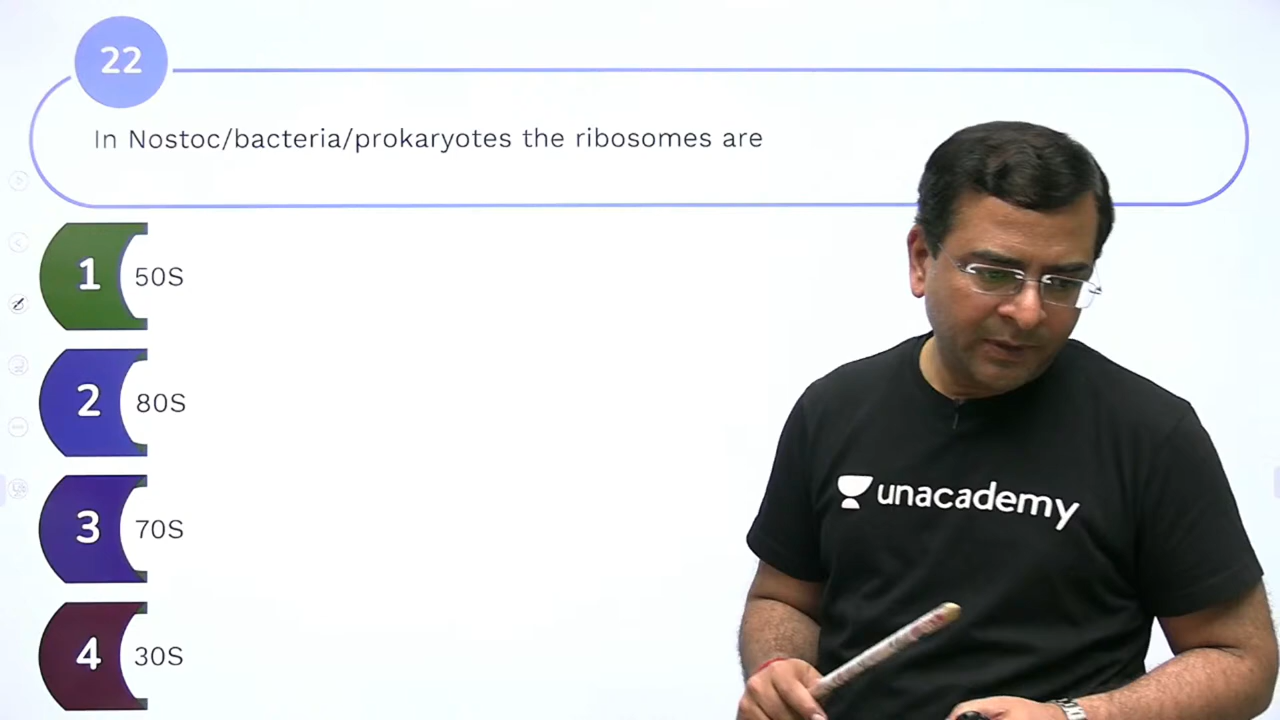 22
In Nostoc/bacteria/prokaryotes the ribosomes are
1 50S
2 80S
3 70S
4 30S
unacademy